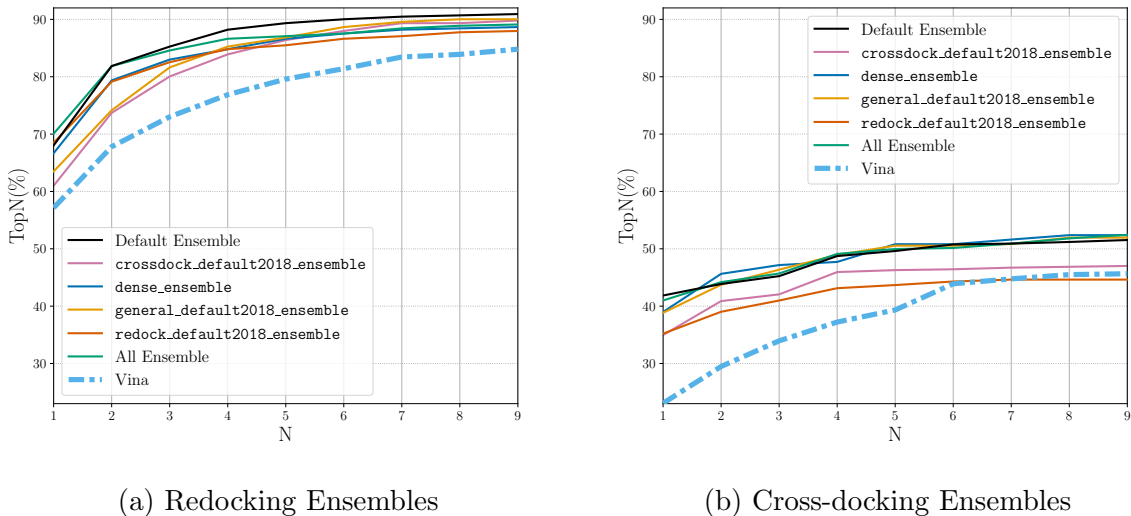 90
80
70
60
50
40
30
TopN(%)
Default Ensemble
crossdock_default2018_ensemble
dense_ensemble
general_default2018_ensemble
redock_default2018_ensemble
All Ensemble
Vina
1 2 3 4 5 6 7 8 9
N
(a) Redocking Ensembles
90
80
70
60
50
40
30
TopN(%)
Default Ensemble
crossdock_default2018_ensemble
dense_ensemble
general_default2018_ensemble
redock_default2018_ensemble
All Ensemble
Vina
1 2 3 4 5 6 7 8 9
N
(b) Cross-docking Ensembles